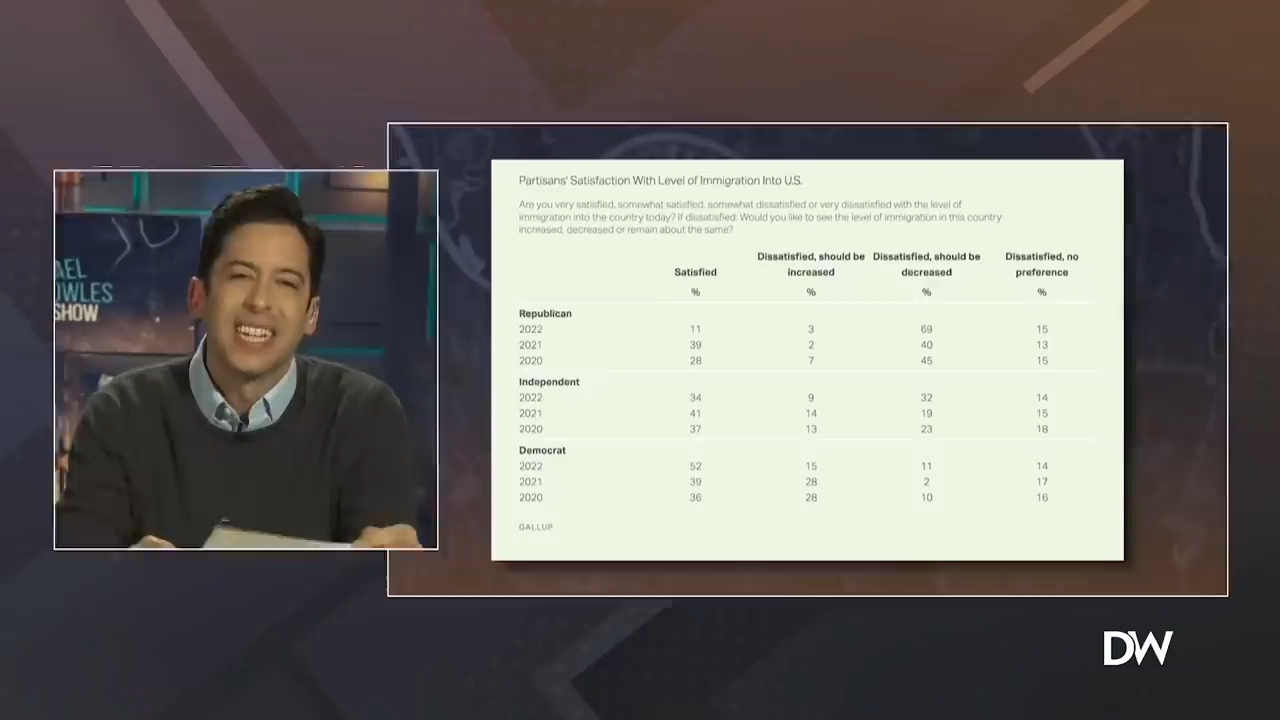 AEL
OWLES
SHOW
Partisans' Satisfaction With Level of Immigration Into U.S.
Are you very satisfied, somewhat satisfied, somewhat dissatisfied or very dissatisfied with the level of
immigration into the country today? If dissatisfied: Would you like to see the level of immigration in this country
increased, decreased or remain about the same?
Satisfied Dissatisfied, should be increased Dissatisfied, should be decreased Dissatisfied, no preference
% % % %
Republican
2022 11 3 69 15
2021 39 2 40 13
2020 28 7 45 15
Independent
2022 34 9 32 14
2021 41 14 19 15
2020 37 13 23 18
Democrat
2022 52 15 11 14
2021 39 28 2 17
2020 36 28 10 16
GALLUP
DW